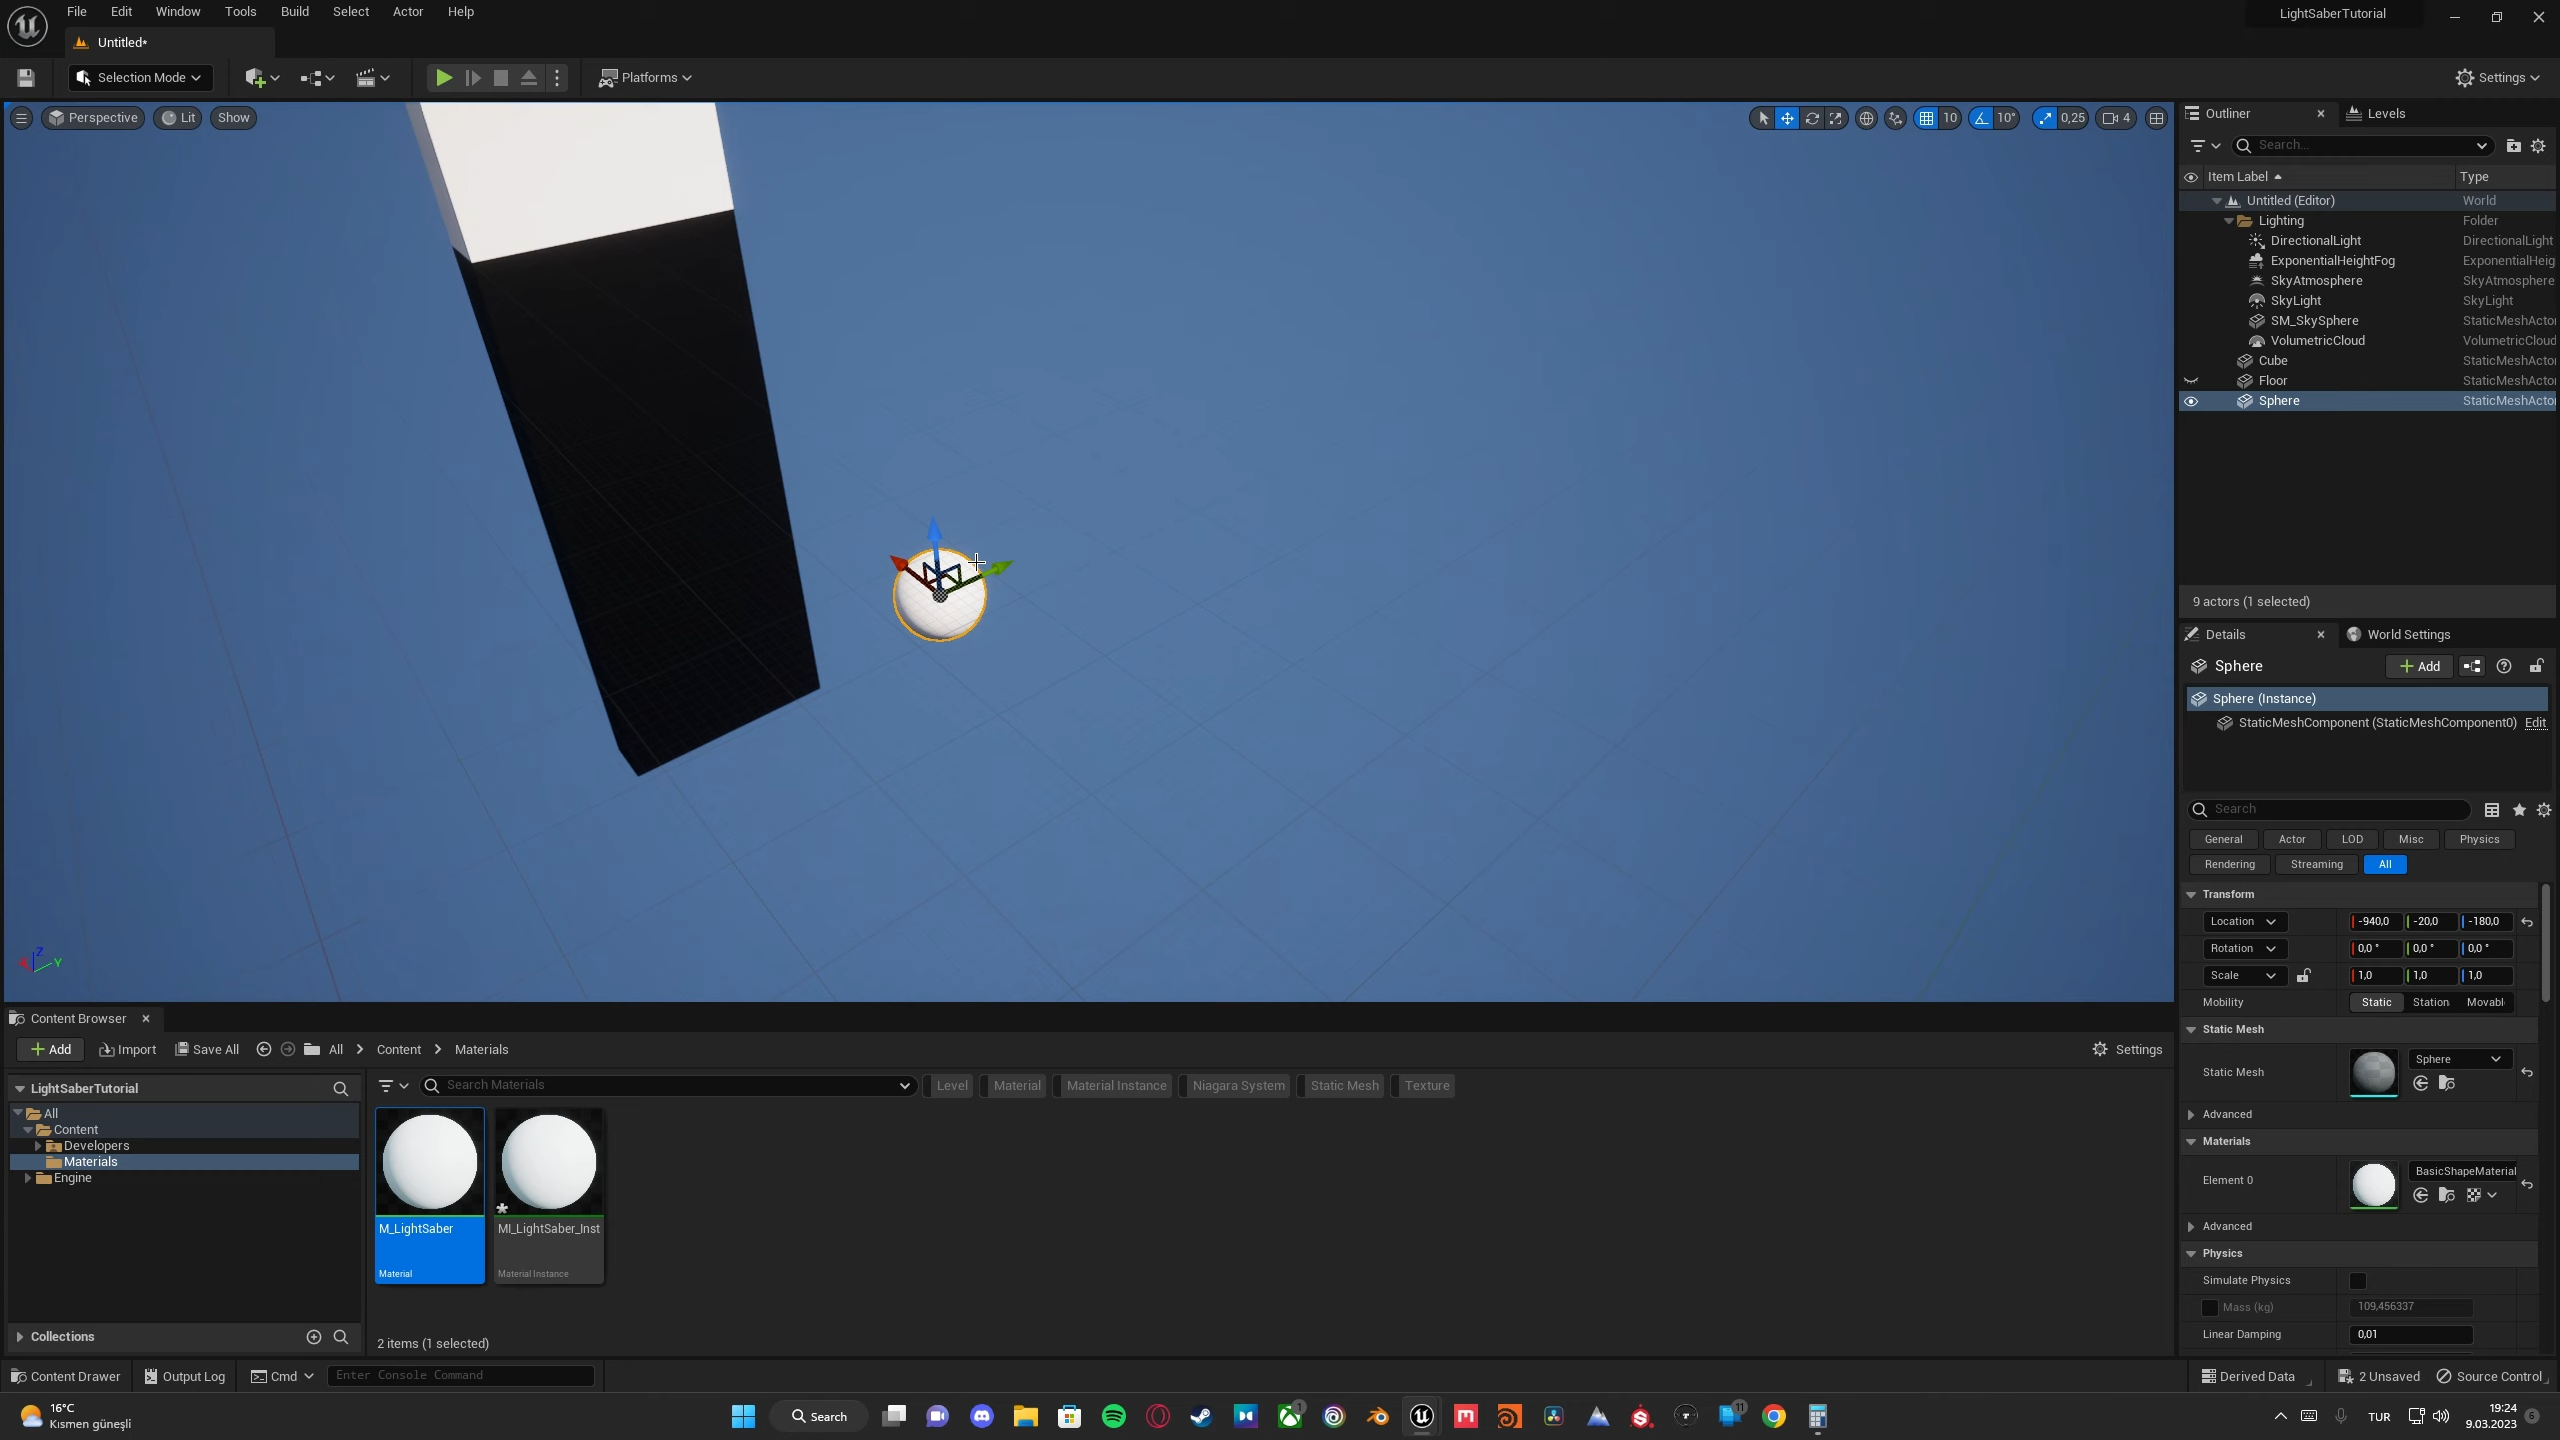 File Edit Window Tools Build Select Actor Help
LightSaberTutorial
Untitled*
Selection Mode
Platforms
Settings
Perspective Lit Show
10 10° 0,25 4
Outliner Levels
Search...
Item Label Type
Untitled (Editor) World
Lighting Folder
DirectionalLight DirectionalLight
ExponentialHeightFog ExponentialHeig
SkyAtmosphere SkyAtmosphere
SkyLight SkyLight
SM_SkySphere StaticMeshActo
VolumetricCloud VolumetricCloud
Cube StaticMeshActo
Floor StaticMeshActo
Sphere StaticMeshActo
9 actors (1 selected)
Details World Settings
Sphere Add
Sphere (Instance)
StaticMeshComponent (StaticMeshComponent0) Edit
Search
General Actor LOD Misc Physics
Rendering Streaming All
Transform
Location -940,0 -20,0 -180,0
Rotation 0,0 ° 0,0 ° 0,0 °
Scale 1,0 1,0 1,0
Mobility Static Station Movabl
Static Mesh
Static Mesh Sphere
Advanced
Materials
Element 0 BasicShapeMaterial
Advanced
Physics
Simulate Physics
Mass (kg) 109,456337
Linear Damping 0,01
Z
X Y
Content Browser
Add Import Save All All Content Materials Settings
LightSaberTutorial
All
Content
Developers
Materials
Engine
Collections
Search Materials Level Material Material Instance Niagara System Static Mesh Texture
M_LightSaber
Material
MI_LightSaber_Inst
Material Instance
2 items (1 selected)
Content Drawer Output Log Cmd Enter Console Command Derived Data 2 Unsaved Source Control
16°C
Kısmen güneşli
Search
1
11
TUR
19:24
9.03.2023
6